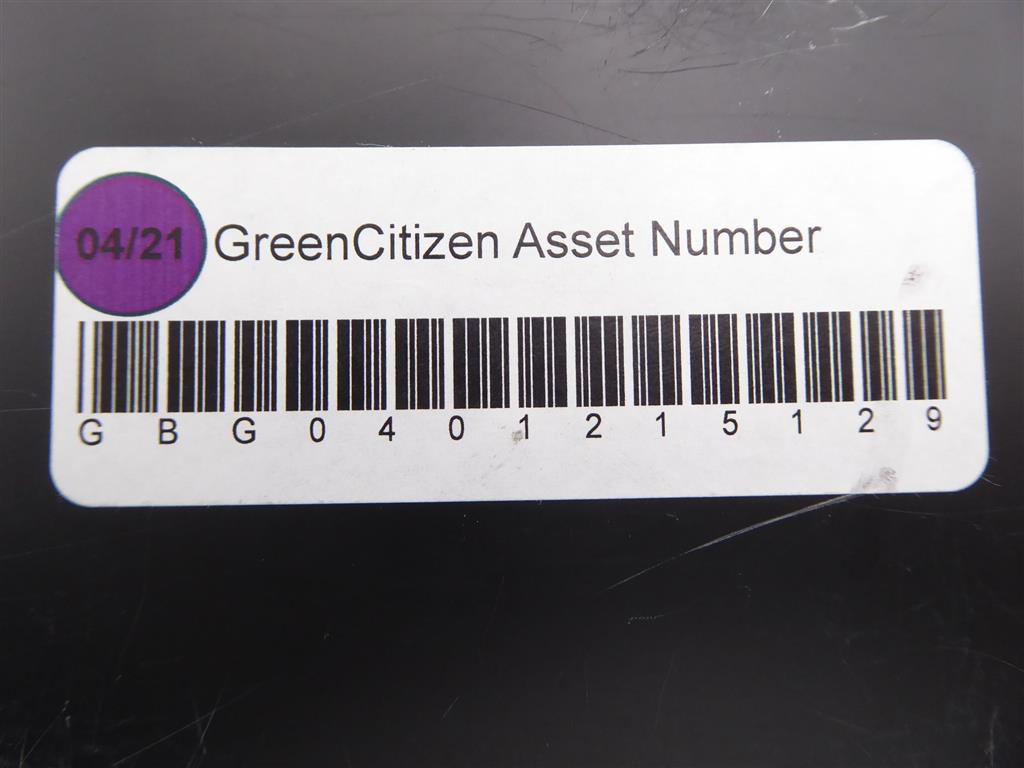 04/21 GreenCitizen Asset Number
G B G 0 4 0 1 2 1 5 1 2 9